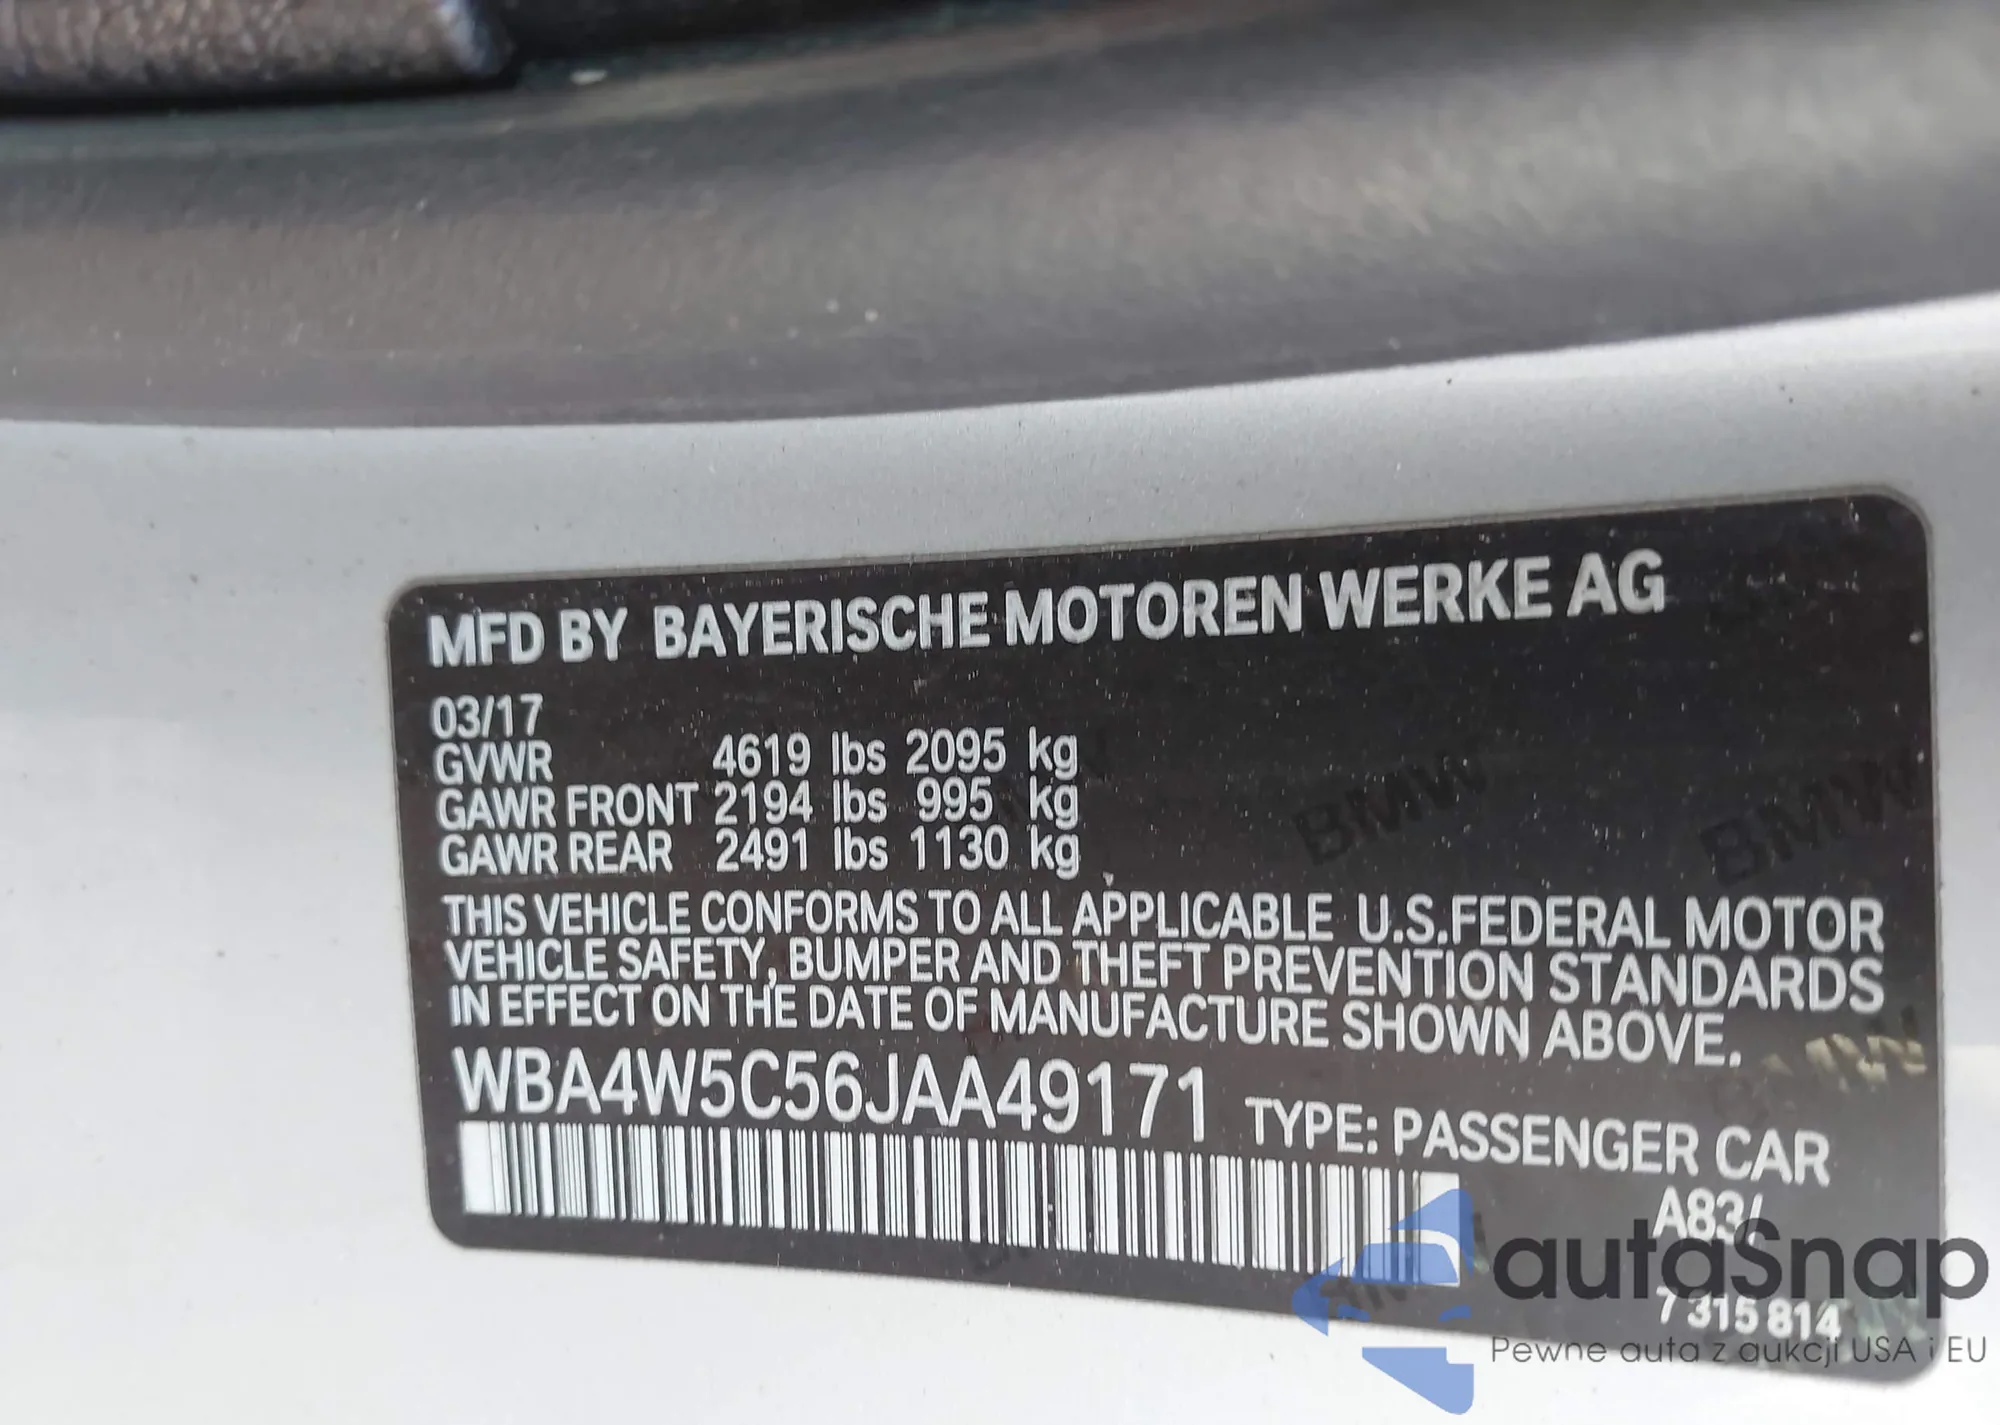 MFD BY BAYERISCHE MOTOREN WERKE AG
03/17
GVWR 4619 lbs 2095 kg
GAWR FRONT 2194 lbs 995 kg
GAWR REAR 2491 lbs 1130 kg
THIS VEHICLE CONFORMS TO ALL APPLICABLE U.S.FEDERAL MOTOR
VEHICLE SAFETY, BUMPER AND THEFT PREVENTION STANDARDS
IN EFFECT ON THE DATE OF MANUFACTURE SHOWN ABOVE.
WBA4W5C56JAA49171 TYPE: PASSENGER CAR
A83/
7 315 814
BMW
BMW
autaSnap
Pewne auta z aukcji USA i EU